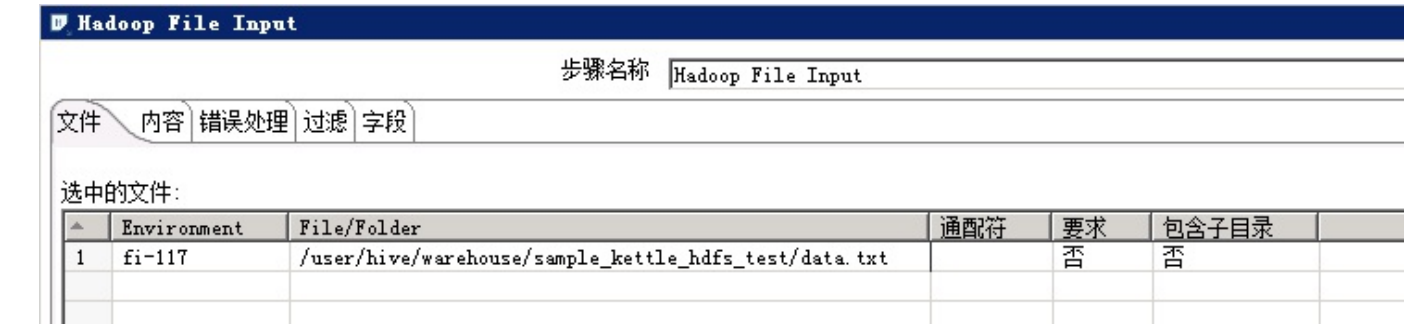 Hadoop File Input
步骤名称 Hadoop File Input
文件 内容 错误处理 过滤 字段
选中的文件:
Environment File/Folder 通配符 要求 包含子目录
1 fi-117 /user/hive/warehouse/sample_kettle_hdfs_test/data.txt 否 否